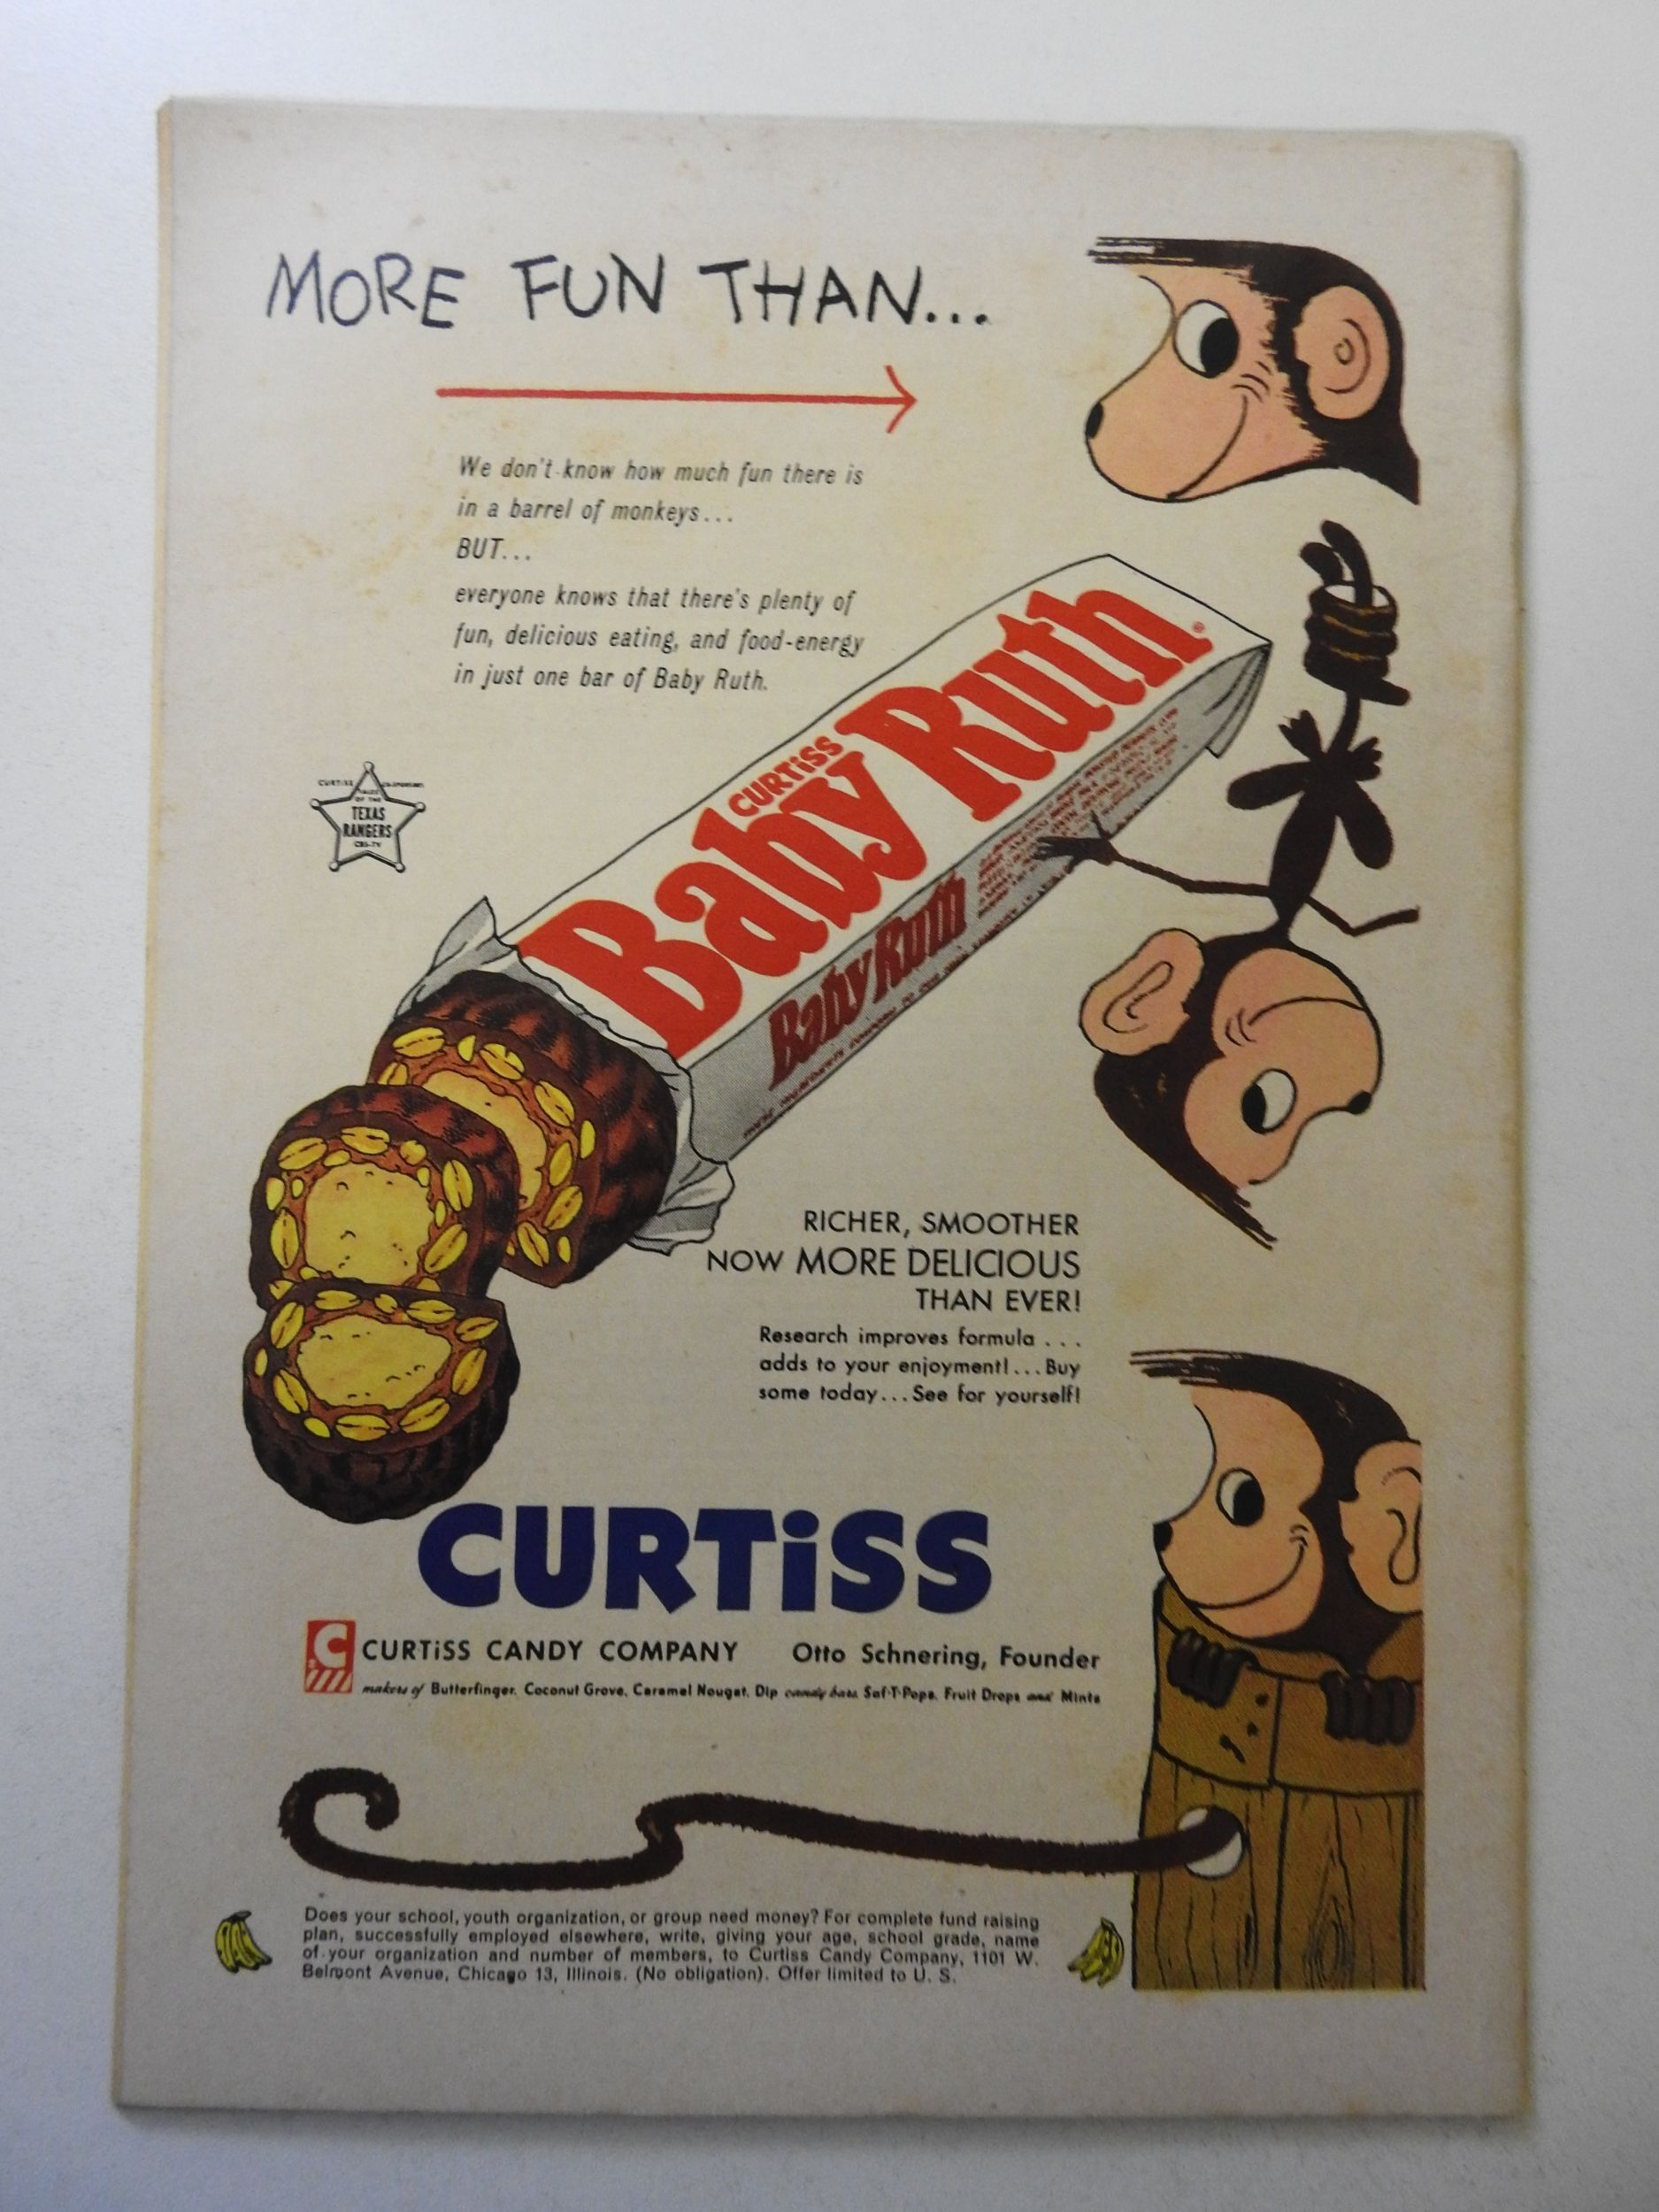 MORE FUN THAN...
We don't know how much fun there is
in a barrel of monkeys...
BUT...
everyone knows that there's plenty of
fun, delicious eating, and food-energy
in just one bar of Baby Ruth.
CURTISS
TALES
OF THE
TEXAS
RANGERS
CBS-TV
CURTiSS
Baby Ruth®
Baby Ruth
RICHER, SMOOTHER
NOW MORE DELICIOUS
THAN EVER!
Research improves formula ...
adds to your enjoyment!...Buy
some today...See for yourself!
CURTiSS
C CURTiSS CANDY COMPANY Otto Schnering, Founder
makers of Butterfinger, Coconut Grove, Caramel Nougat, Dip candy bars, Saf-T-Pops, Fruit Drops and Mints
Does your school, youth organization, or group need money? For complete fund raising
plan, successfully employed elsewhere, write, giving your age, school grade, name
of your organization and number of members, to Curtiss Candy Company, 1101 W.
Belmont Avenue, Chicago 13, Illinois. (No obligation). Offer limited to U. S.